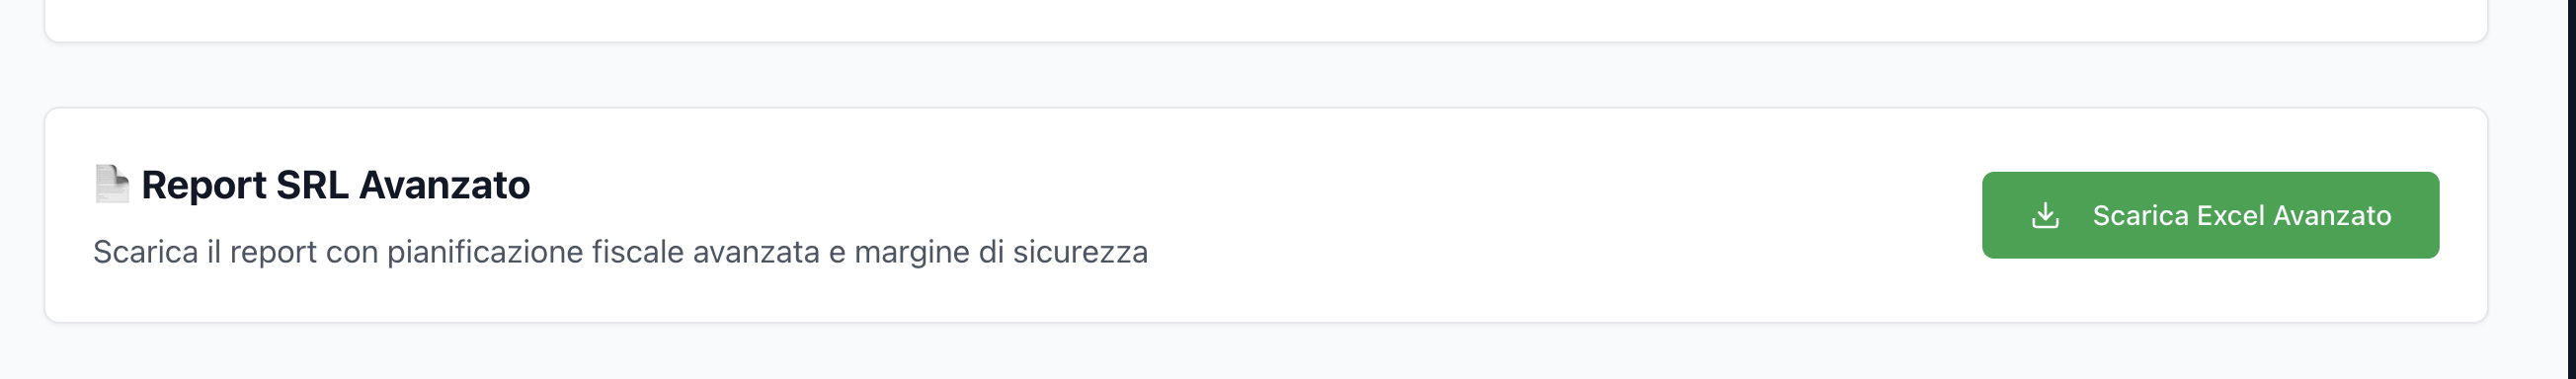 Report SRL Avanzato
Scarica il report con pianificazione fiscale avanzata e margine di sicurezza
Scarica Excel Avanzato